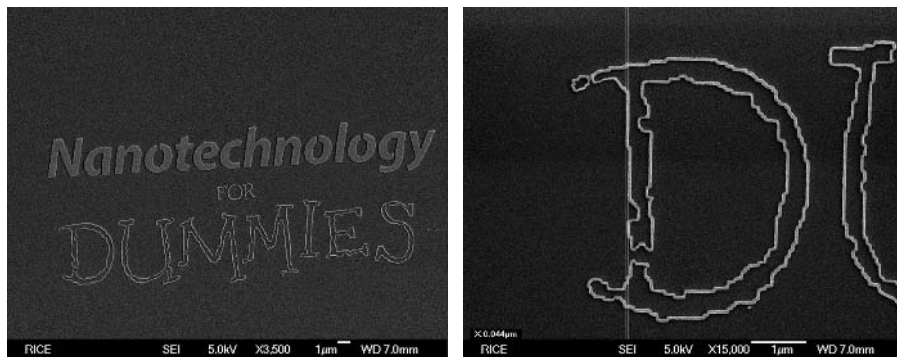 Nanotechnology
FOR
DUMMIES
RICE SEI 5.0kV X3,500 1µm WD 7.0mm
DU
X 0.044µm
RICE SEI 5.0kV X15,000 1µm WD 7.0mm